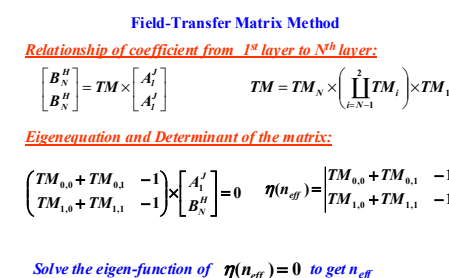 Field-Transfer Matrix Method
Relationship of coefficient from 1st layer to Nth layer:
[B_N^H; B_N^H] = TM × [A_1^J; A_1^J]    TM = TM_N × (∐_{i=N-1}^{2} TM_i) × TM_1
Eigenequation and Determinant of the matrix:
(TM_{0,0} + TM_{0,1} -1; TM_{1,0} + TM_{1,1} -1) × [A_1^J; B_N^H] = 0    η(n_eff) = |TM_{0,0} + TM_{0,1} -1; TM_{1,0} + TM_{1,1} -1
Solve the eigen-function of η(n_eff) = 0 to get n_eff